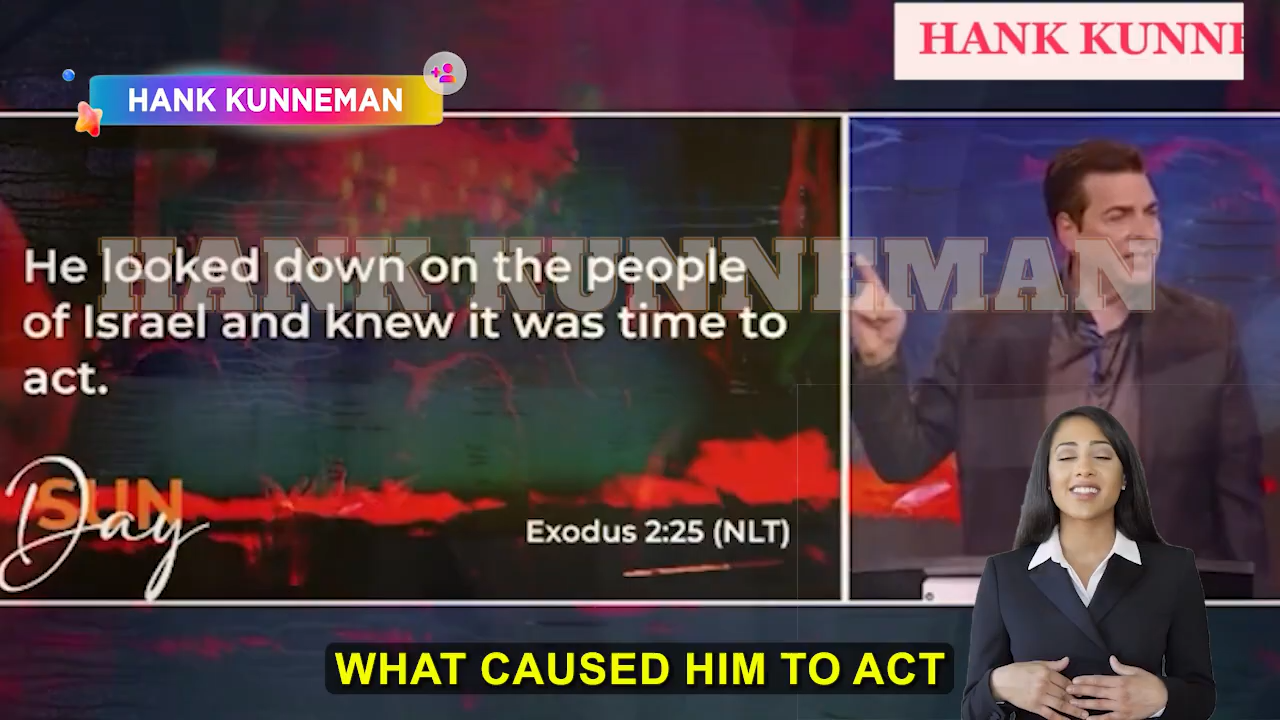 HANK KUNNE
HANK KUNNEMAN
HANK KUNNEMAN
He looked down on the people
of Israel and knew it was time to
act.
SUN
Day
Exodus 2:25 (NLT)
WHAT CAUSED HIM TO ACT